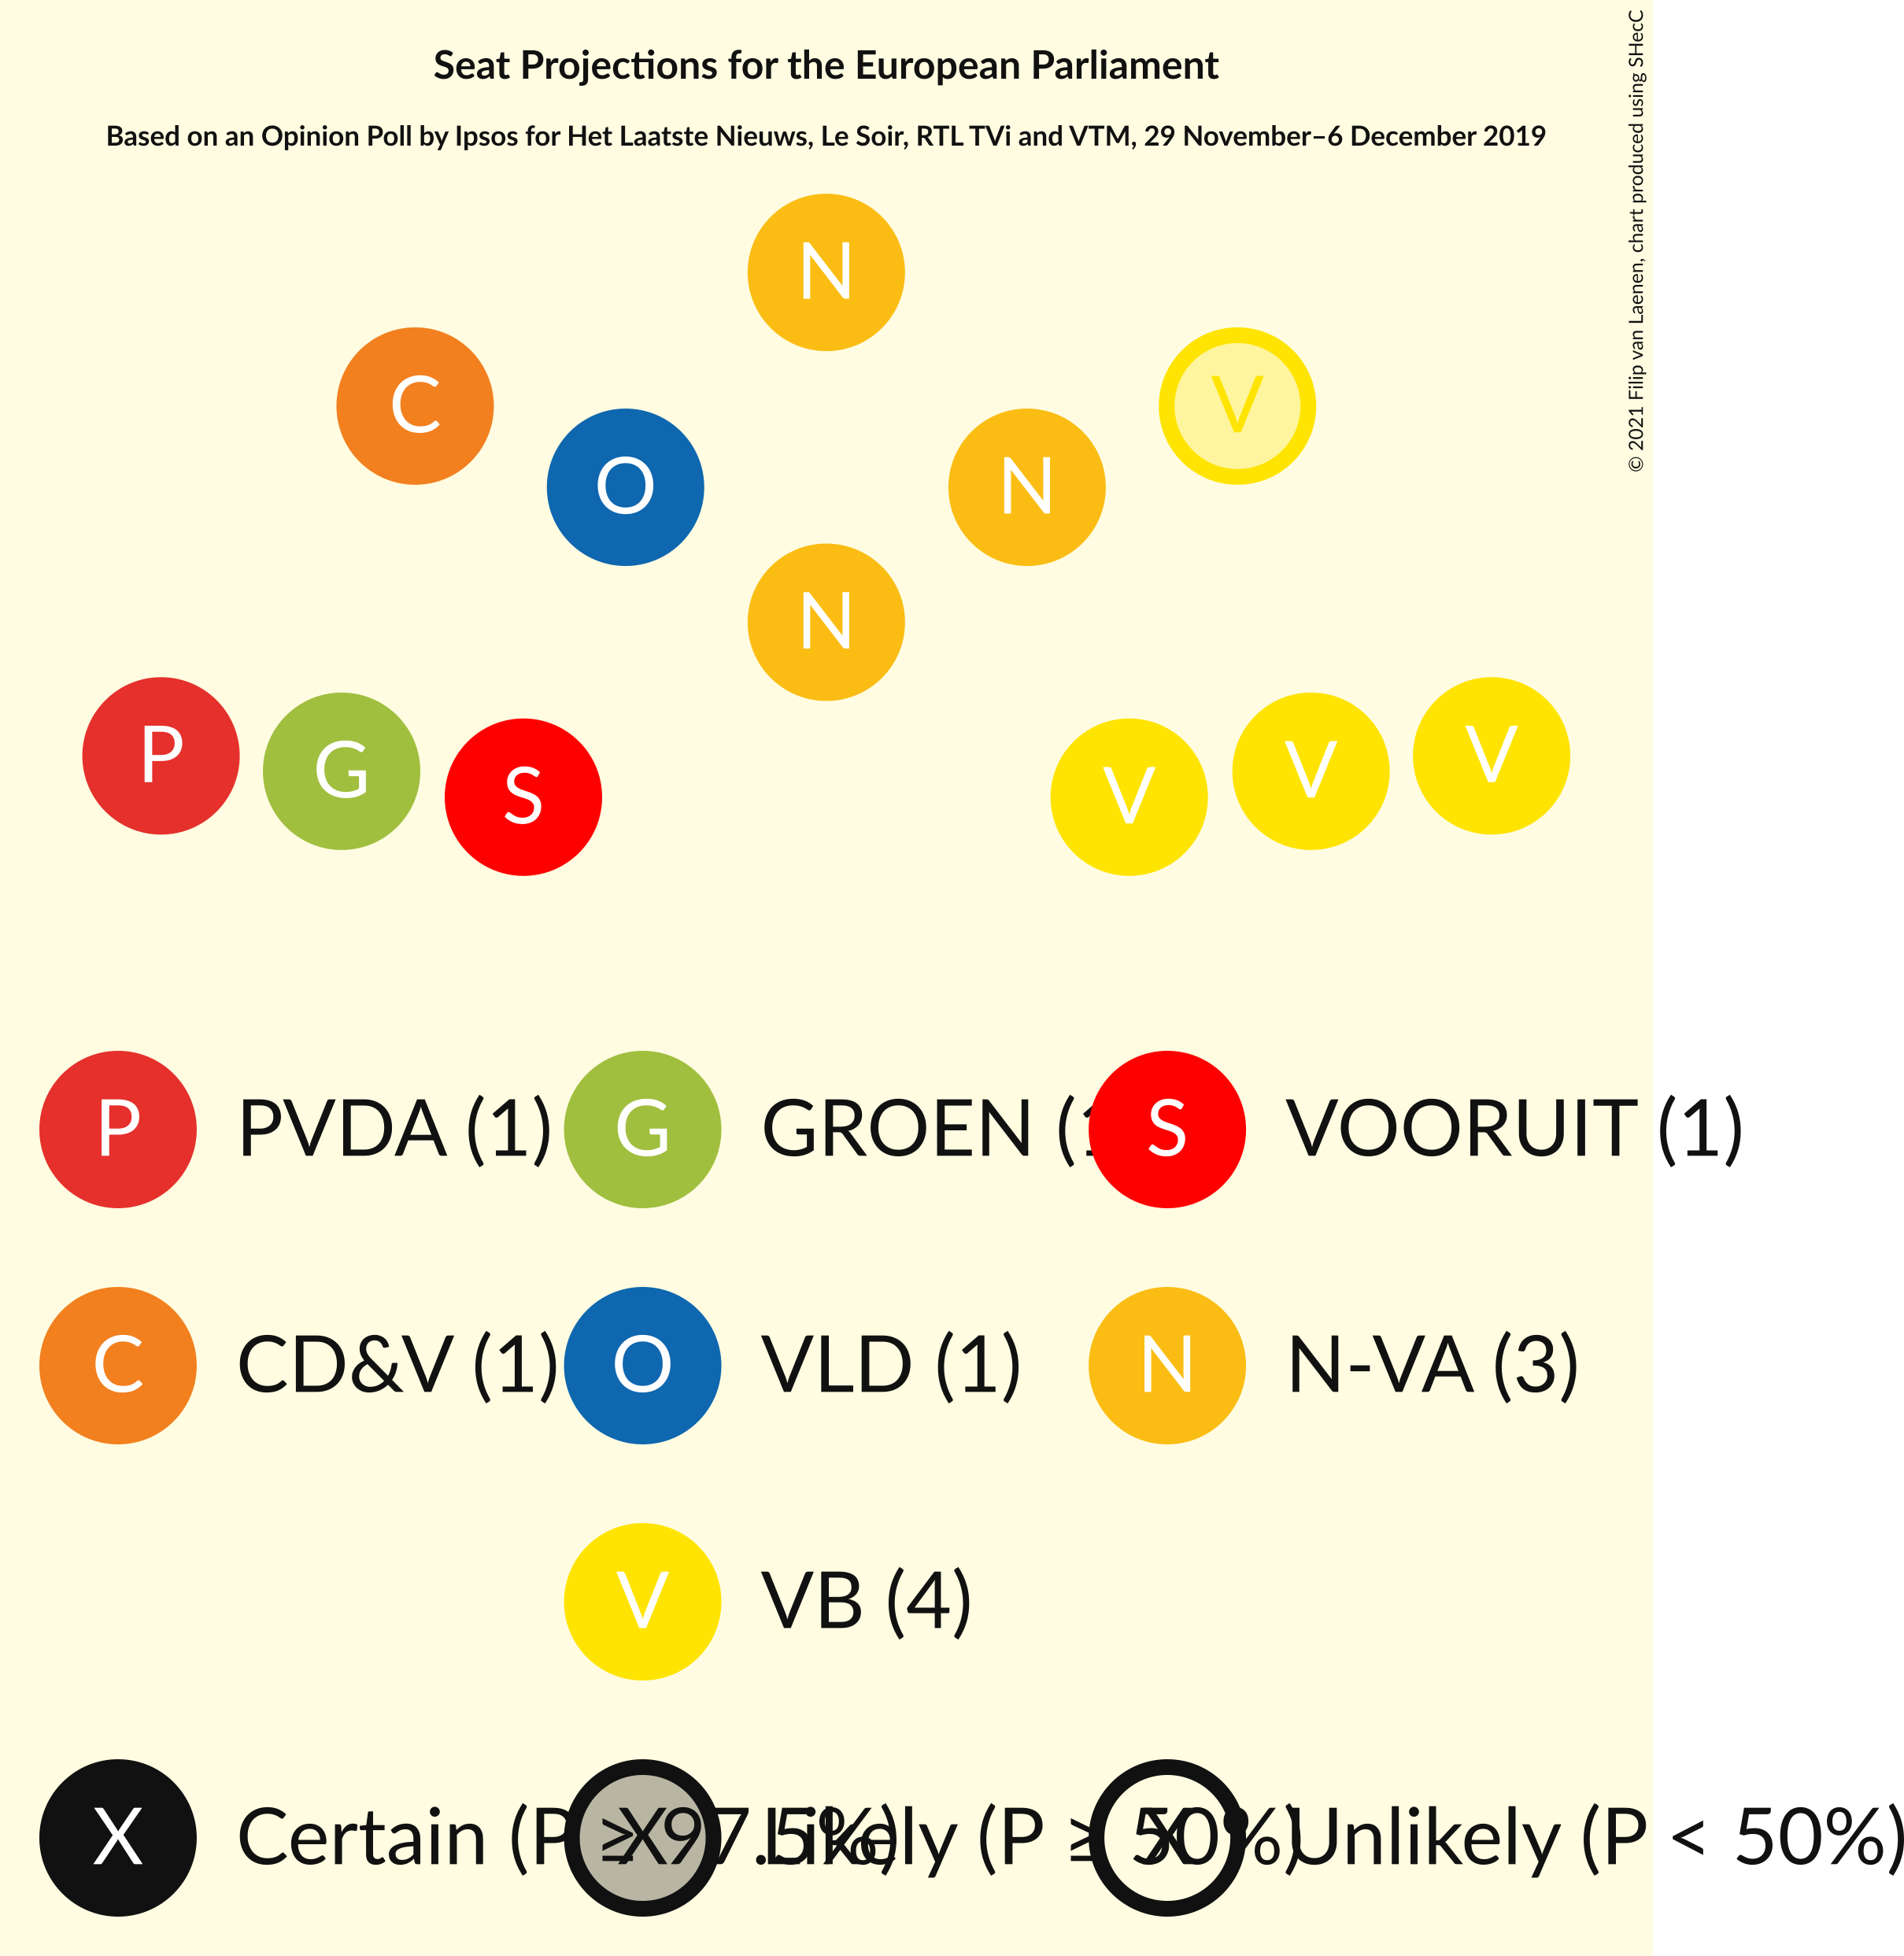 Seat Projections for the European Parliament
Based on an Opinion Poll by Ipsos for Het Laatste Nieuws, Le Soir, RTL TVi and VTM, 29 November–6 December 2019
© 2021 Filip van Laenen, chart produced using SHecC
N
C
V
O
N
N
P
G
S
V
V
V
P PVDA (1) G GROEN (1 S VOORUIT (1)
C CD&V (1) O VLD (1) N N-VA (3)
V VB (4)
X Certain (P ≥ 97.5%) X Likely (P ≥ 50%) X Unlikely (P < 50%)